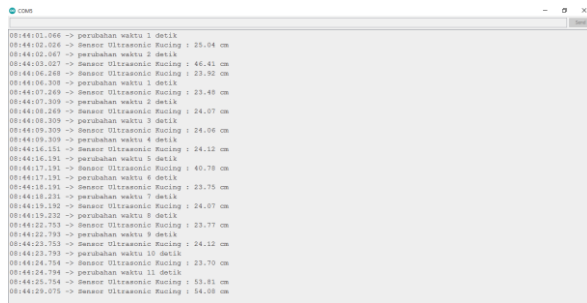 COM8
Send
08:44:01.066 -> perubahan waktu 1 detik
08:44:02.026 -> Sensor Ultrasonic Kucing : 25.04 cm
08:44:02.067 -> perubahan waktu 2 detik
08:44:03.027 -> Sensor Ultrasonic Kucing : 46.41 cm
08:44:06.268 -> Sensor Ultrasonic Kucing : 23.92 cm
08:44:06.308 -> perubahan waktu 1 detik
08:44:07.269 -> Sensor Ultrasonic Kucing : 23.48 cm
08:44:07.309 -> perubahan waktu 2 detik
08:44:08.269 -> Sensor Ultrasonic Kucing : 24.07 cm
08:44:08.309 -> perubahan waktu 3 detik
08:44:09.309 -> Sensor Ultrasonic Kucing : 24.06 cm
08:44:09.309 -> perubahan waktu 4 detik
08:44:16.151 -> Sensor Ultrasonic Kucing : 24.12 cm
08:44:16.191 -> perubahan waktu 5 detik
08:44:17.191 -> Sensor Ultrasonic Kucing : 40.78 cm
08:44:17.191 -> perubahan waktu 6 detik
08:44:18.191 -> Sensor Ultrasonic Kucing : 23.75 cm
08:44:18.231 -> perubahan waktu 7 detik
08:44:19.192 -> Sensor Ultrasonic Kucing : 24.07 cm
08:44:19.232 -> perubahan waktu 8 detik
08:44:22.753 -> Sensor Ultrasonic Kucing : 23.77 cm
08:44:22.793 -> perubahan waktu 9 detik
08:44:23.753 -> Sensor Ultrasonic Kucing : 24.12 cm
08:44:23.793 -> perubahan waktu 10 detik
08:44:24.754 -> Sensor Ultrasonic Kucing : 23.70 cm
08:44:24.794 -> perubahan waktu 11 detik
08:44:25.754 -> Sensor Ultrasonic Kucing : 53.81 cm
08:44:29.075 -> Sensor Ultrasonic Kucing : 54.08 cm